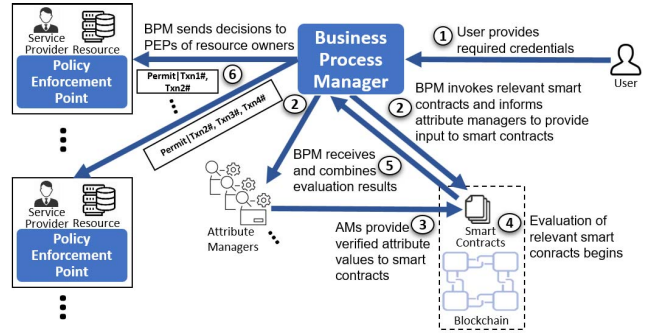 Service
Provider
Resource
Policy
Enforcement
Point
BPM sends decisions to
PEPs of resource owners
6
Permit|Txn1#,
Txn2#
Permit|Txn2#, Txn3#, Txn4#
Business
Process
Manager
1
User provides
required credentials
User
2
BPM invokes relevant smart
contracts and informs
attribute managers to provide
input to smart contracts
2
BPM receives
and combines
evaluation results
5
Service
Provider
Resource
Policy
Enforcement
Point
Attribute
Managers
AMs provide
verified attribute
values to smart
contracts
3
Smart
Contracts
4
Evaluation of
relevant smart
conracts begins
Blockchain